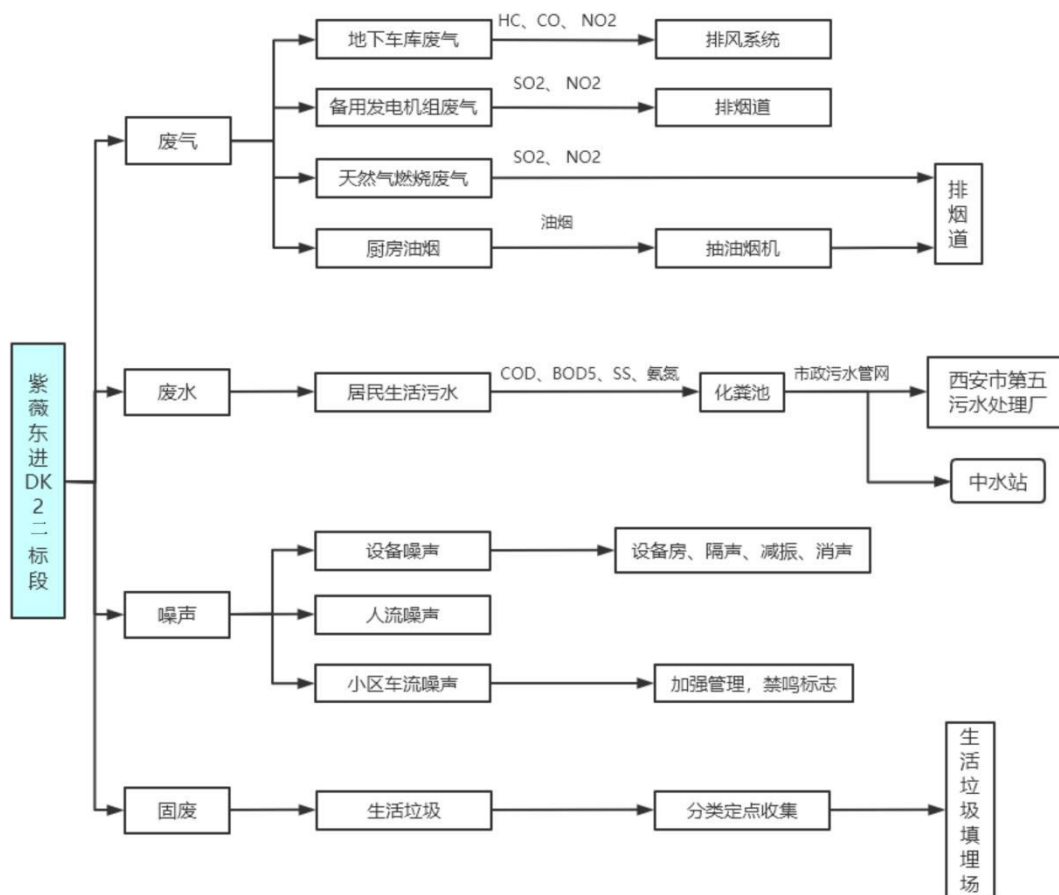 HC、CO、 NO2
地下车库废气
排风系统
SO2、 NO2
备用发电机组废气
排烟道
废气
SO2、 NO2
天然气燃烧废气
排
烟
道
油烟
厨房油烟
抽油烟机
紫
薇
东
进
DK
2
二
标
段
废水
居民生活污水
COD、BOD5、SS、氨氮
化粪池
市政污水管网
西安市第五
污水处理厂
中水站
设备噪声
设备房、隔声、减振、消声
噪声
人流噪声
小区车流噪声
加强管理，禁鸣标志
固废
生活垃圾
分类定点收集
生
活
垃
圾
填
埋
场